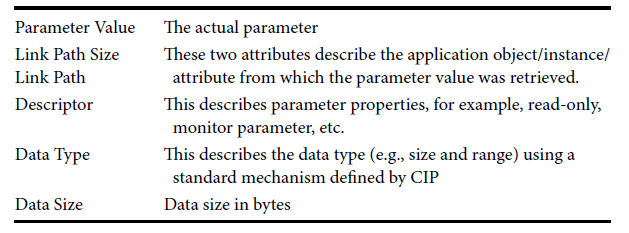 Parameter Value The actual parameter
Link Path Size These two attributes describe the application object/instance/
Link Path attribute from which the parameter value was retrieved.
Descriptor This describes parameter properties, for example, read-only,
monitor parameter, etc.
Data Type This describes the data type (e.g., size and range) using a
standard mechanism defined by CIP
Data Size Data size in bytes